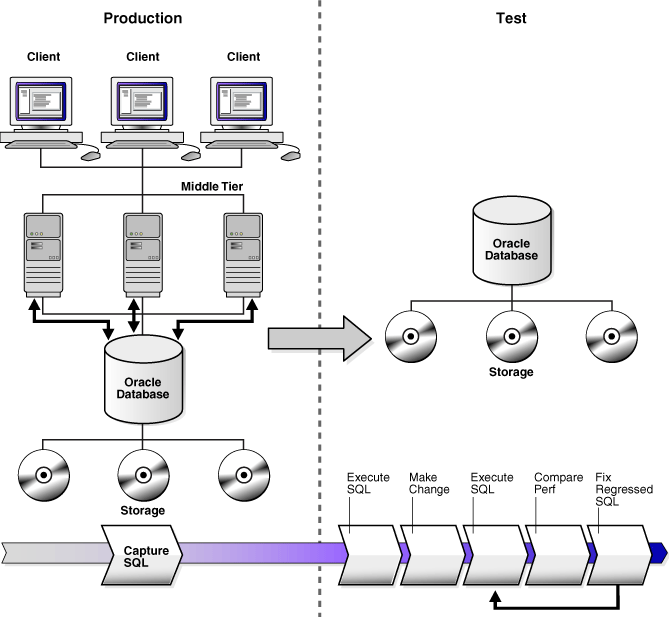 Production
Test
Client
Client
Client
Middle Tier
Oracle
Database
Oracle
Database
Storage
Storage
Execute
SQL
Make
Change
Execute
SQL
Compare
Perf
Fix
Regressed
SQL
Capture
SQL